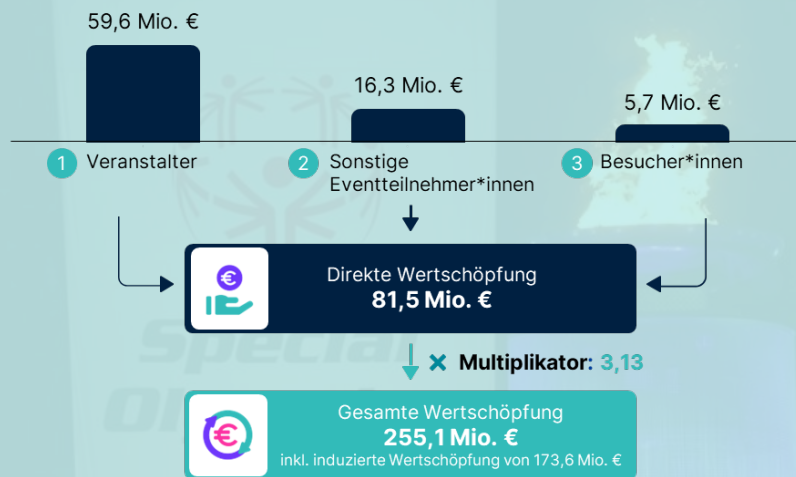 59,6 Mio. €
16,3 Mio. €
5,7 Mio. €
1 Veranstalter
2 Sonstige
Eventteilnehmer*innen
3 Besucher*innen
Direkte Wertschöpfung
81,5 Mio. €
× Multiplikator: 3,13
Gesamte Wertschöpfung
255,1 Mio. €
inkl. induzierte Wertschöpfung von 173,6 Mio. €
Special